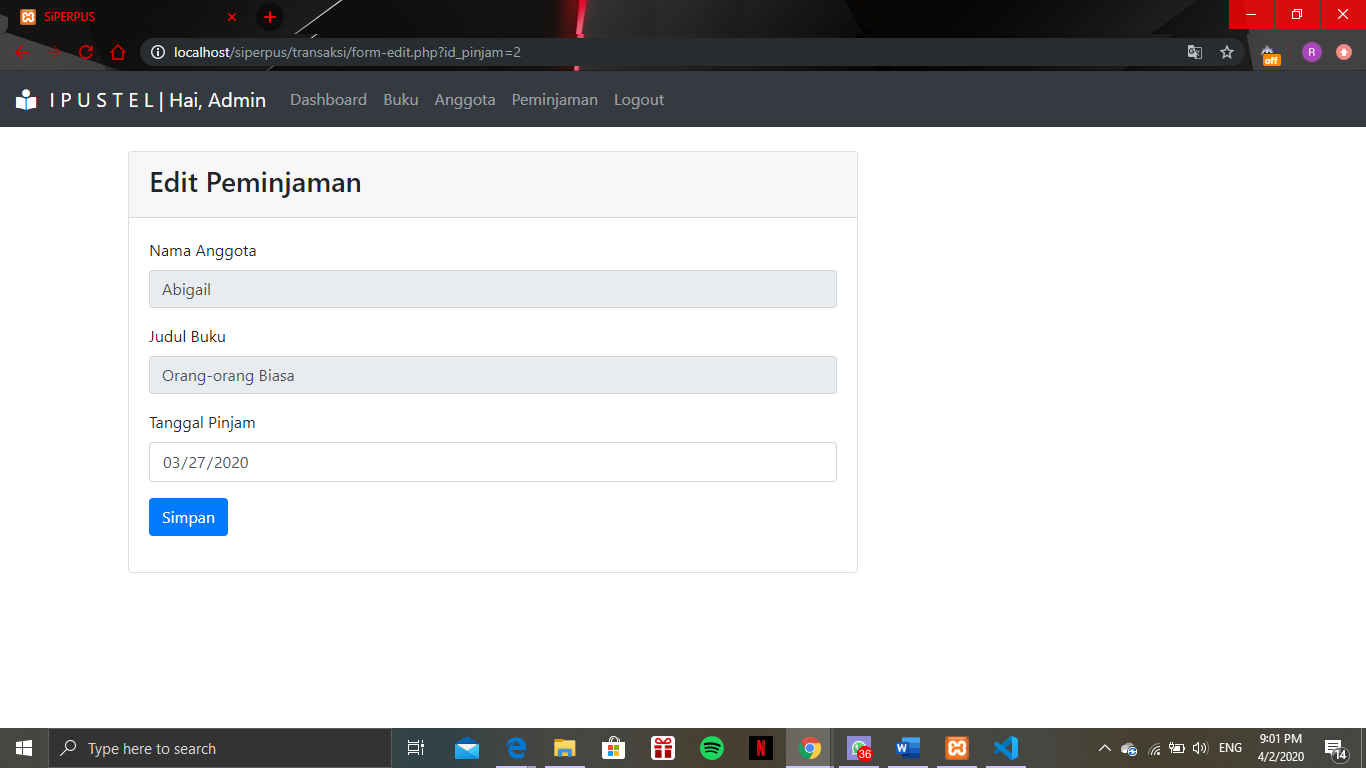 SiPERPUS
localhost/siperpus/transaksi/form-edit.php?id_pinjam=2
off
R
I P U S T E L | Hai, Admin Dashboard Buku Anggota Peminjaman Logout
Edit Peminjaman
Nama Anggota
Abigail
Judul Buku
Orang-orang Biasa
Tanggal Pinjam
03/27/2020
Simpan
Type here to search
36
ENG
9:01 PM
4/2/2020
14